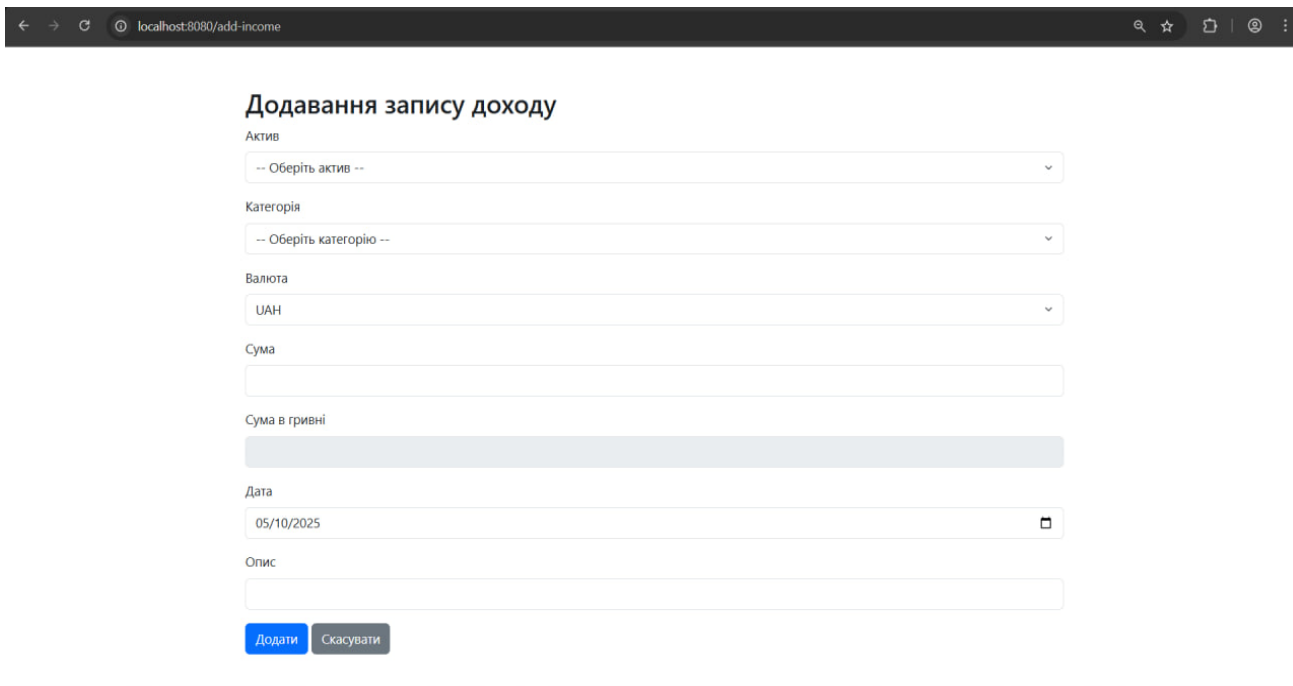 localhost:8080/add-income
Додавання запису доходу
Актив
-- Оберіть актив --
Категорія
-- Оберіть категорію --
Валюта
UAH
Сума
Сума в гривні
Дата
05/10/2025
Опис
Додати Скасувати